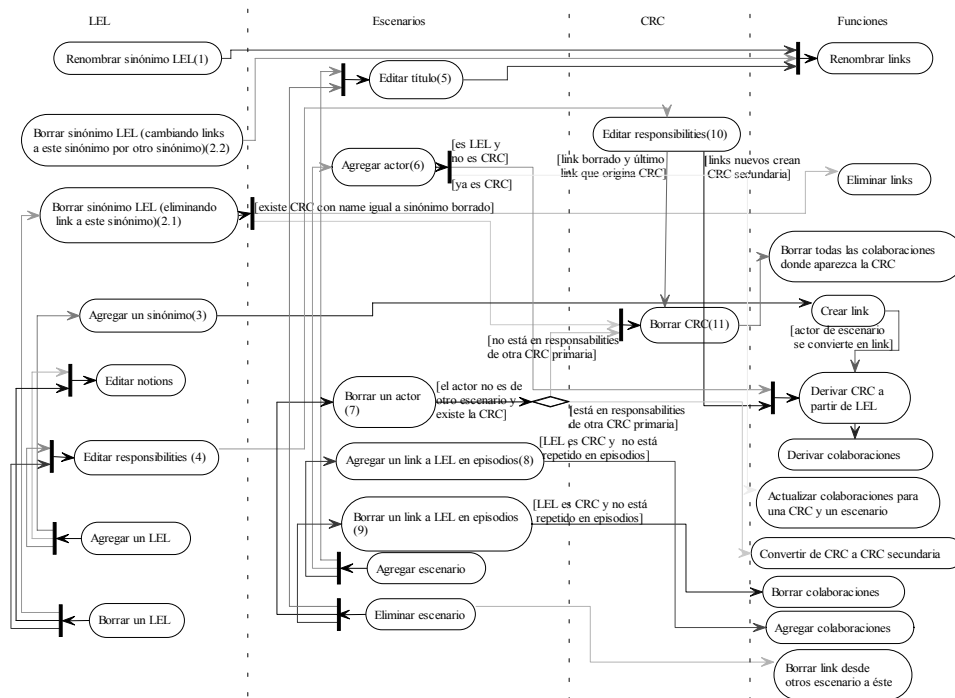 LEL
Escenarios
CRC
Funciones
Renombrar sinónimo LEL(1)
Renombrar links
Editar título(5)
Borrar sinónimo LEL (cambiando links
a este sinónimo por otro sinónimo)(2.2)
Editar responsibilities(10)
[es LEL y
no es CRC]
Agregar actor(6)
[ya es CRC]
[link borrado y último
link que origina CRC]
[links nuevos crean
CRC secundaria]
Eliminar links
Borrar sinónimo LEL (eliminando
link a este sinónimo)(2.1)
[existe CRC con name igual a sinónimo borrado]
Borrar todas las colaboraciones
donde aparezca la CRC
Agregar un sinónimo(3)
Borrar CRC(11)
Crear link
[actor de escenario
se convierte en link]
[no está en responsabilities
de otra CRC primaria]
Editar notions
Borrar un actor
(7)
[el actor no es de
otro escenario y
existe la CRC]
[está en responsabilities
de otra CRC primaria]
Derivar CRC a
partir de LEL
Editar responsibilities (4)
Agregar un link a LEL en episodios(8)
[LEL es CRC y  no está
repetido en episodios]
Derivar colaboraciones
Borrar un link a LEL en episodios
(9)
[LEL es CRC y no está
repetido en episodios]
Actualizar colaboraciones para
una CRC y un escenario
Agregar un LEL
Convertir de CRC a CRC secundaria
Agregar escenario
Borrar colaboraciones
Borrar un LEL
Eliminar escenario
Agregar colaboraciones
Borrar link desde
otros escenario a éste